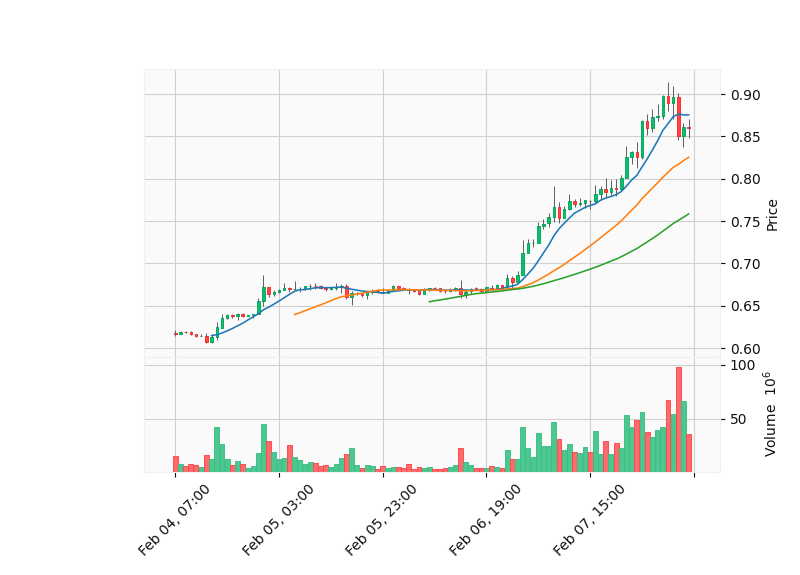 0.90
0.85
0.80
0.75
0.70
0.65
0.60
Price
100
50
Volume 10^6
Feb 04, 07:00
Feb 05, 03:00
Feb 05, 23:00
Feb 06, 19:00
Feb 07, 15:00